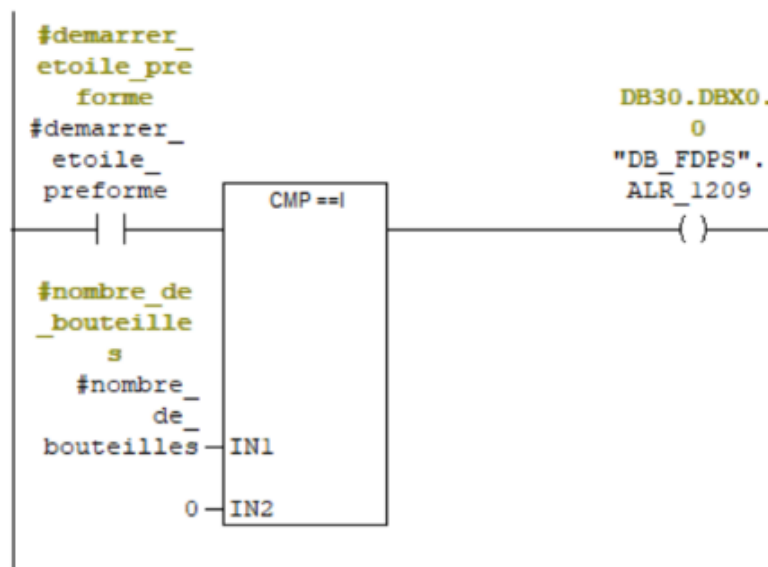 #demarrer_
etoile_pre
forme
#demarrer_
etoile_
preforme
CMP ==I
DB30.DBX0.
0
"DB_FDPS".
ALR_1209
#nombre_de
_bouteille
s
#nombre_
de_
bouteilles
IN1
0
IN2